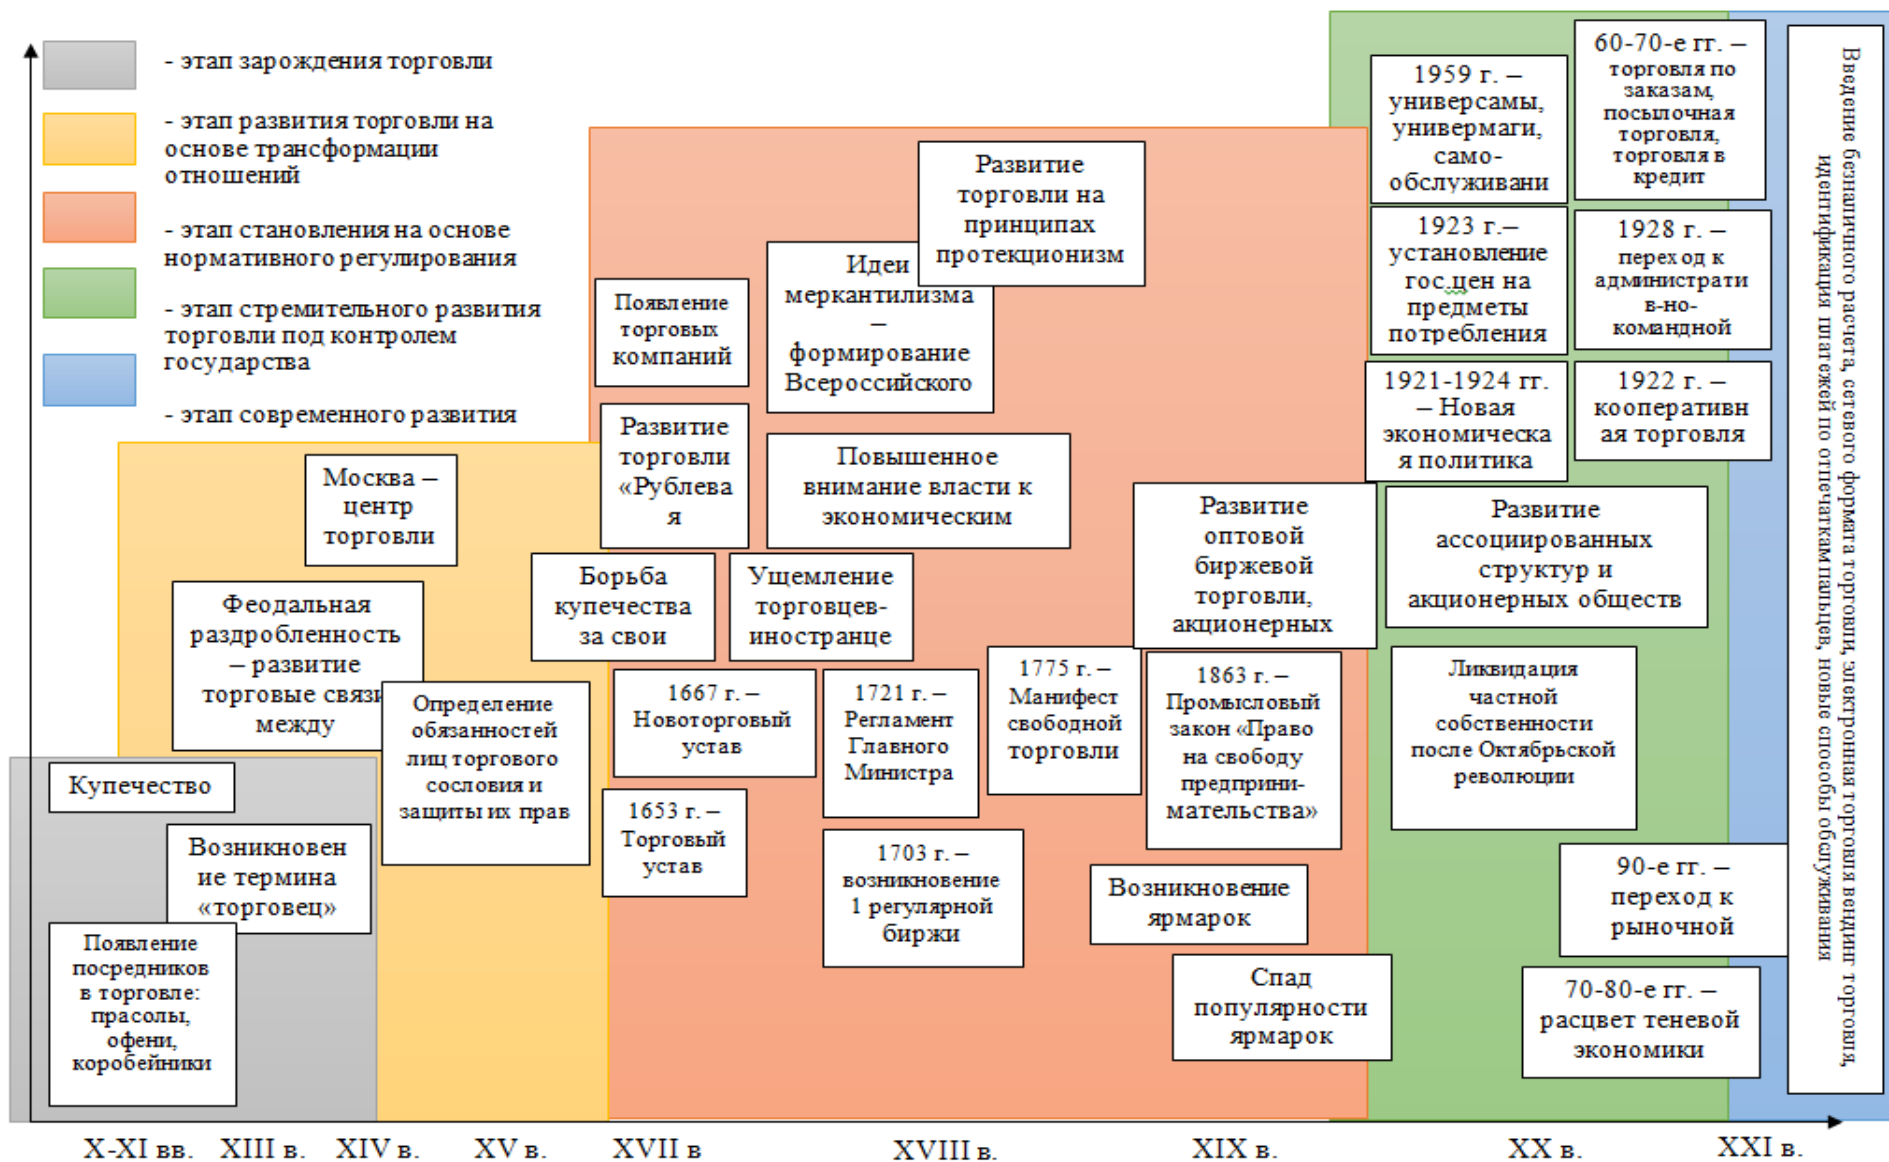 - этап зарождения торговли
- этап развития торговли на
основе трансформации
отношений
- этап становления на основе
нормативного регулирования
- этап стремительного развития
торговли под контролем
государства
- этап современного развития
Купечество
Возникновен
ие термина
«торговец»
Появление
посредников
в торговле:
прасолы,
офени,
коробейники
Москва –
центр
торговли
Феодальная
раздробленность
– развитие
торговые связи
между
Определение
обязанностей
лиц торгового
сословия и
защиты их прав
Борьба
купечества
за свои
Появление
торговых
компаний
Развитие
торговли
«Рублева
я
Ущемление
торговцев-
иностранце
1667 г. –
Новоторговый
устав
1653 г. –
Торговый
устав
Развитие
торговли на
принципах
протекционизм
Идеи
меркантилизма
–
формирование
Всероссийского
Повышенное
внимание власти к
экономическим
1721 г. –
Регламент
Главного
Министра
1703 г. –
возникновение
1 регулярной
биржи
1775 г. –
Манифест
свободной
торговли
Развитие
оптовой
биржевой
торговли,
акционерных
1863 г. –
Промысловый
закон «Право
на свободу
предприни-
мательства»
Возникновение
ярмарок
Спад
популярности
ярмарок
1959 г. –
универсамы,
универмаги,
само-
обслуживани
60-70-е гг. –
торговля по
заказам,
посылочная
торговля,
торговля в
кредит
1923 г.–
установление
гос.цен на
предметы
потребления
1928 г. –
переход к
административ
в-но-
командной
1921-1924 гг.
– Новая
экономическа
я политика
1922 г. –
кооперативн
ая торговля
Развитие
ассоциированных
структур и
акционерных обществ
Ликвидация
частной
собственности
после Октябрьской
революции
90-е гг. –
переход к
рыночной
70-80-е гг. –
расцвет теневой
экономики
Введение безналичного расчета, сетевого формата торговли, электронная торговля вендинг торговля,
идентификация платежей по отпечаткам пальцев, новые способы обслуживания
X-XI вв.
XIII в.
XIV в.
XV в.
XVII в
XVIII в.
XIX в.
XX в.
XXI в.